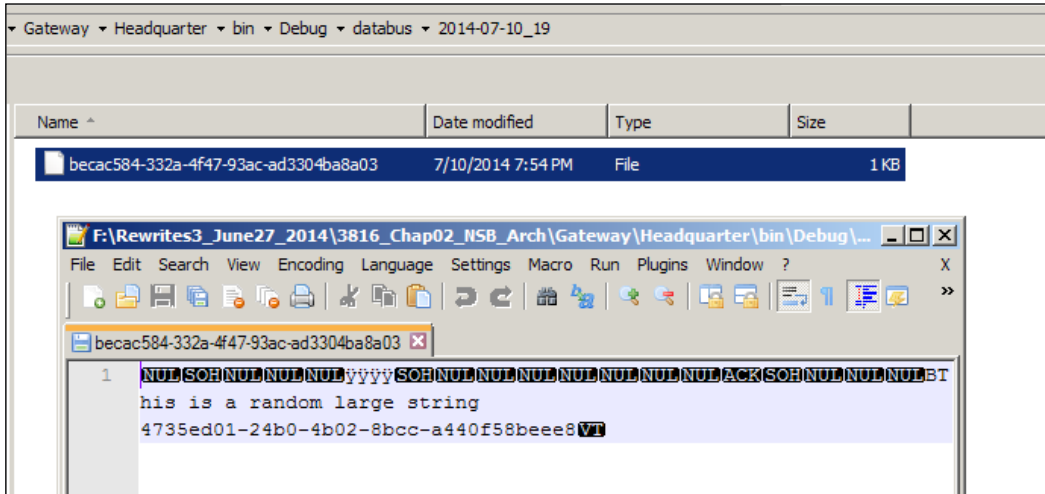 Gateway ▾ Headquarter ▾ bin ▾ Debug ▾ databus ▾ 2014-07-10_19
Name Date modified Type Size
becac584-332a-4f47-93ac-ad3304ba8a03 7/10/2014 7:54 PM File 1 KB
F:\Rewrites3_June27_2014\3816_Chap02_NSB_Arch\Gateway\Headquarter\bin\Debug\...
File Edit Search View Encoding Language Settings Macro Run Plugins Window ? X
becac584-332a-4f47-93ac-ad3304ba8a03
1 NULSOHNULNULNULÿÿÿÿSOHNULNULNULNULNULNULNULACKSOHNULNULNULBT
his is a random large string
4735ed01-24b0-4b02-8bcc-a440f58beee8VT